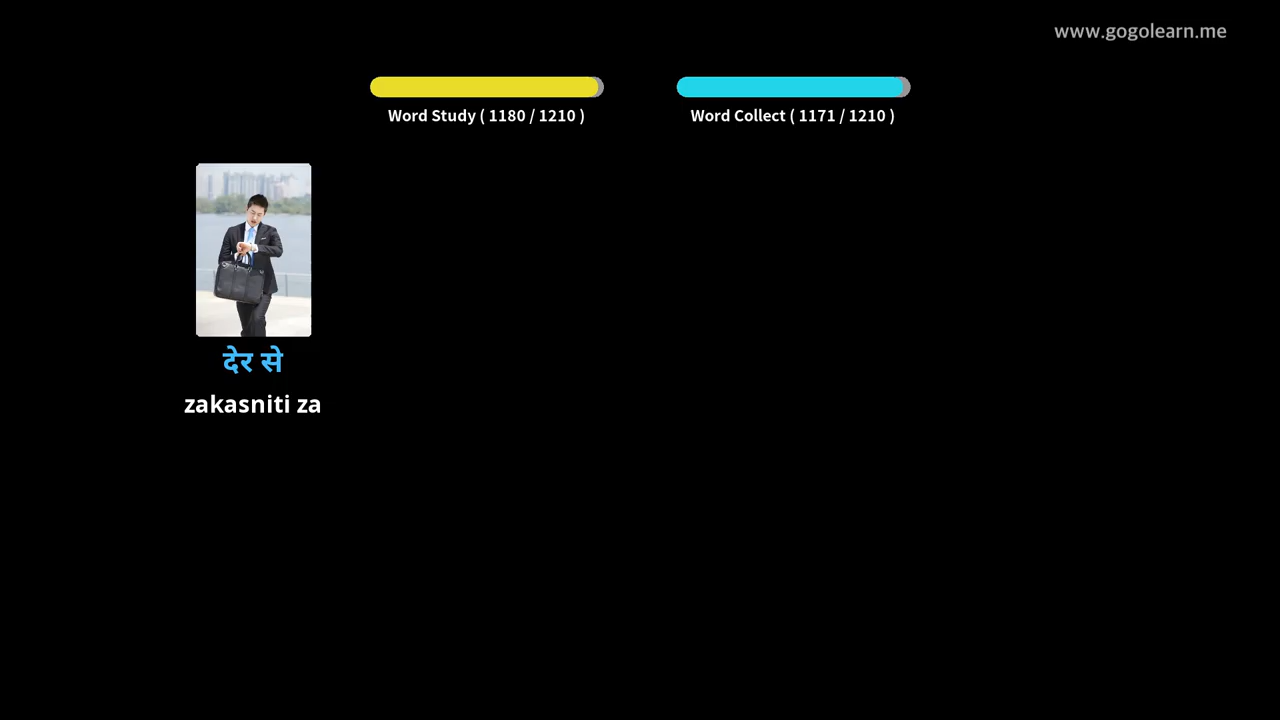 www.gogolearn.me
Word Study ( 1180 / 1210 )
Word Collect ( 1171 / 1210 )
देर से
zakasniti za